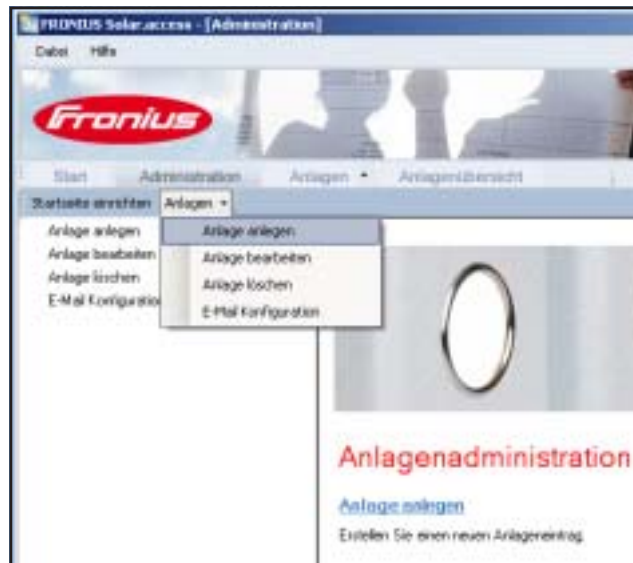 FRONIUS Solar.access - [Administration]
Datei Hilfe
Fronius
Start Administration Anlagen Anlagenübersicht
Startseite einrichten Anlagen
Anlage anlegen
Anlage bearbeiten
Anlage löschen
E-Mail Konfiguration
Anlage anlegen
Anlage bearbeiten
Anlage löschen
E-Mail Konfiguration
Anlagenadministration
Anlage anlegen
Erstellen Sie einen neuen Anlageneintrag.